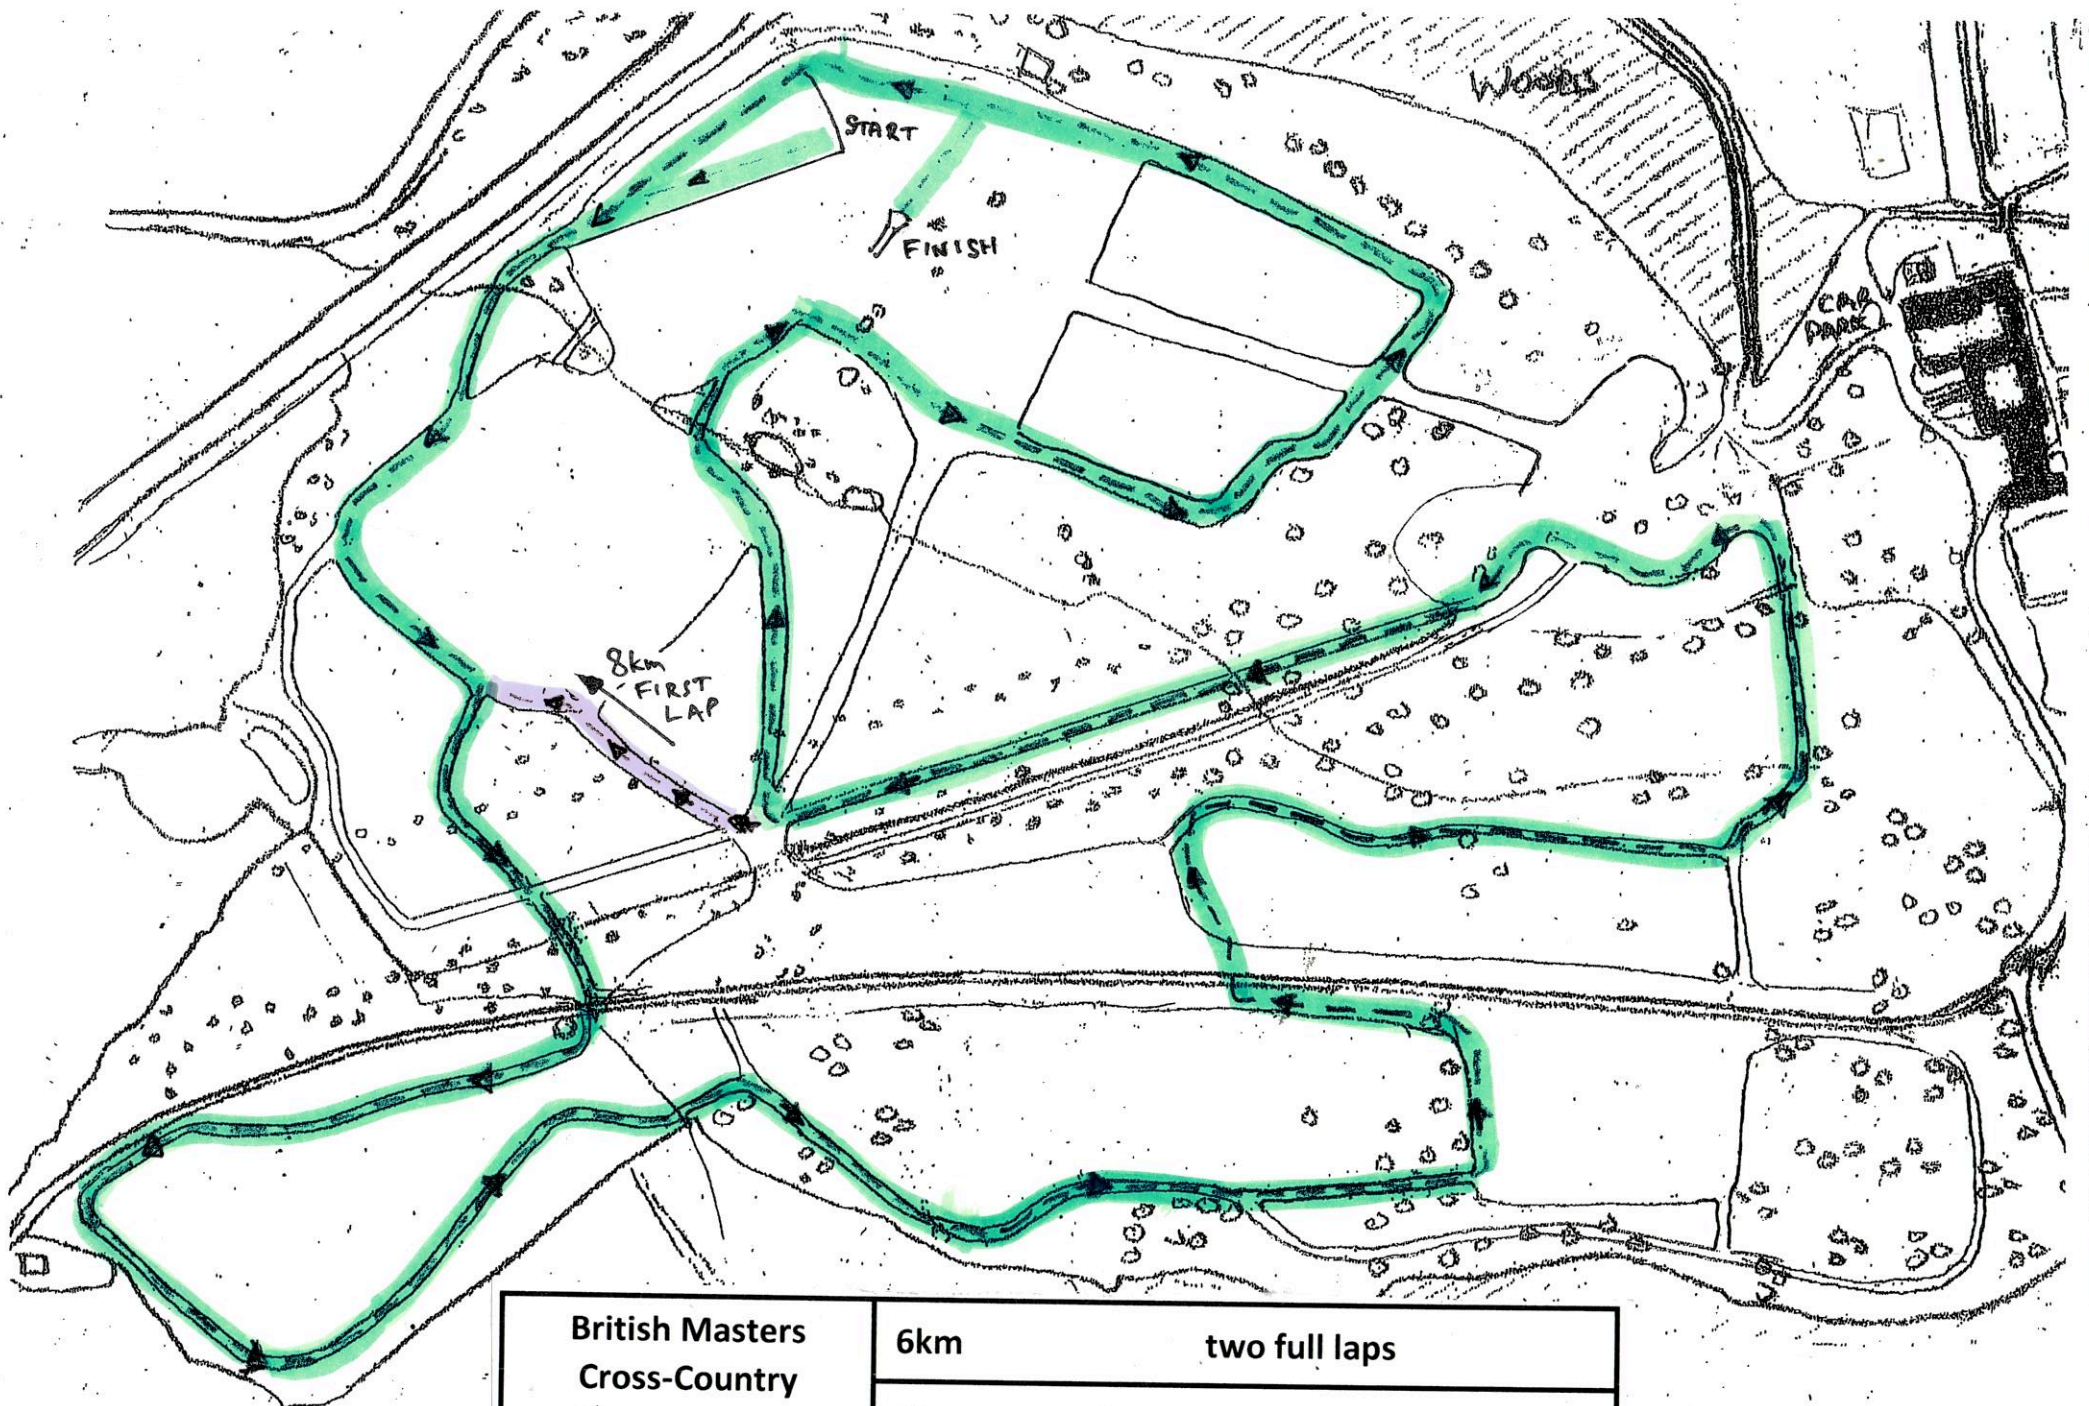 WOODS
START
FINISH
CAR
PARK
8km
FIRST
LAP
British Masters
Cross-Country
6km two full laps